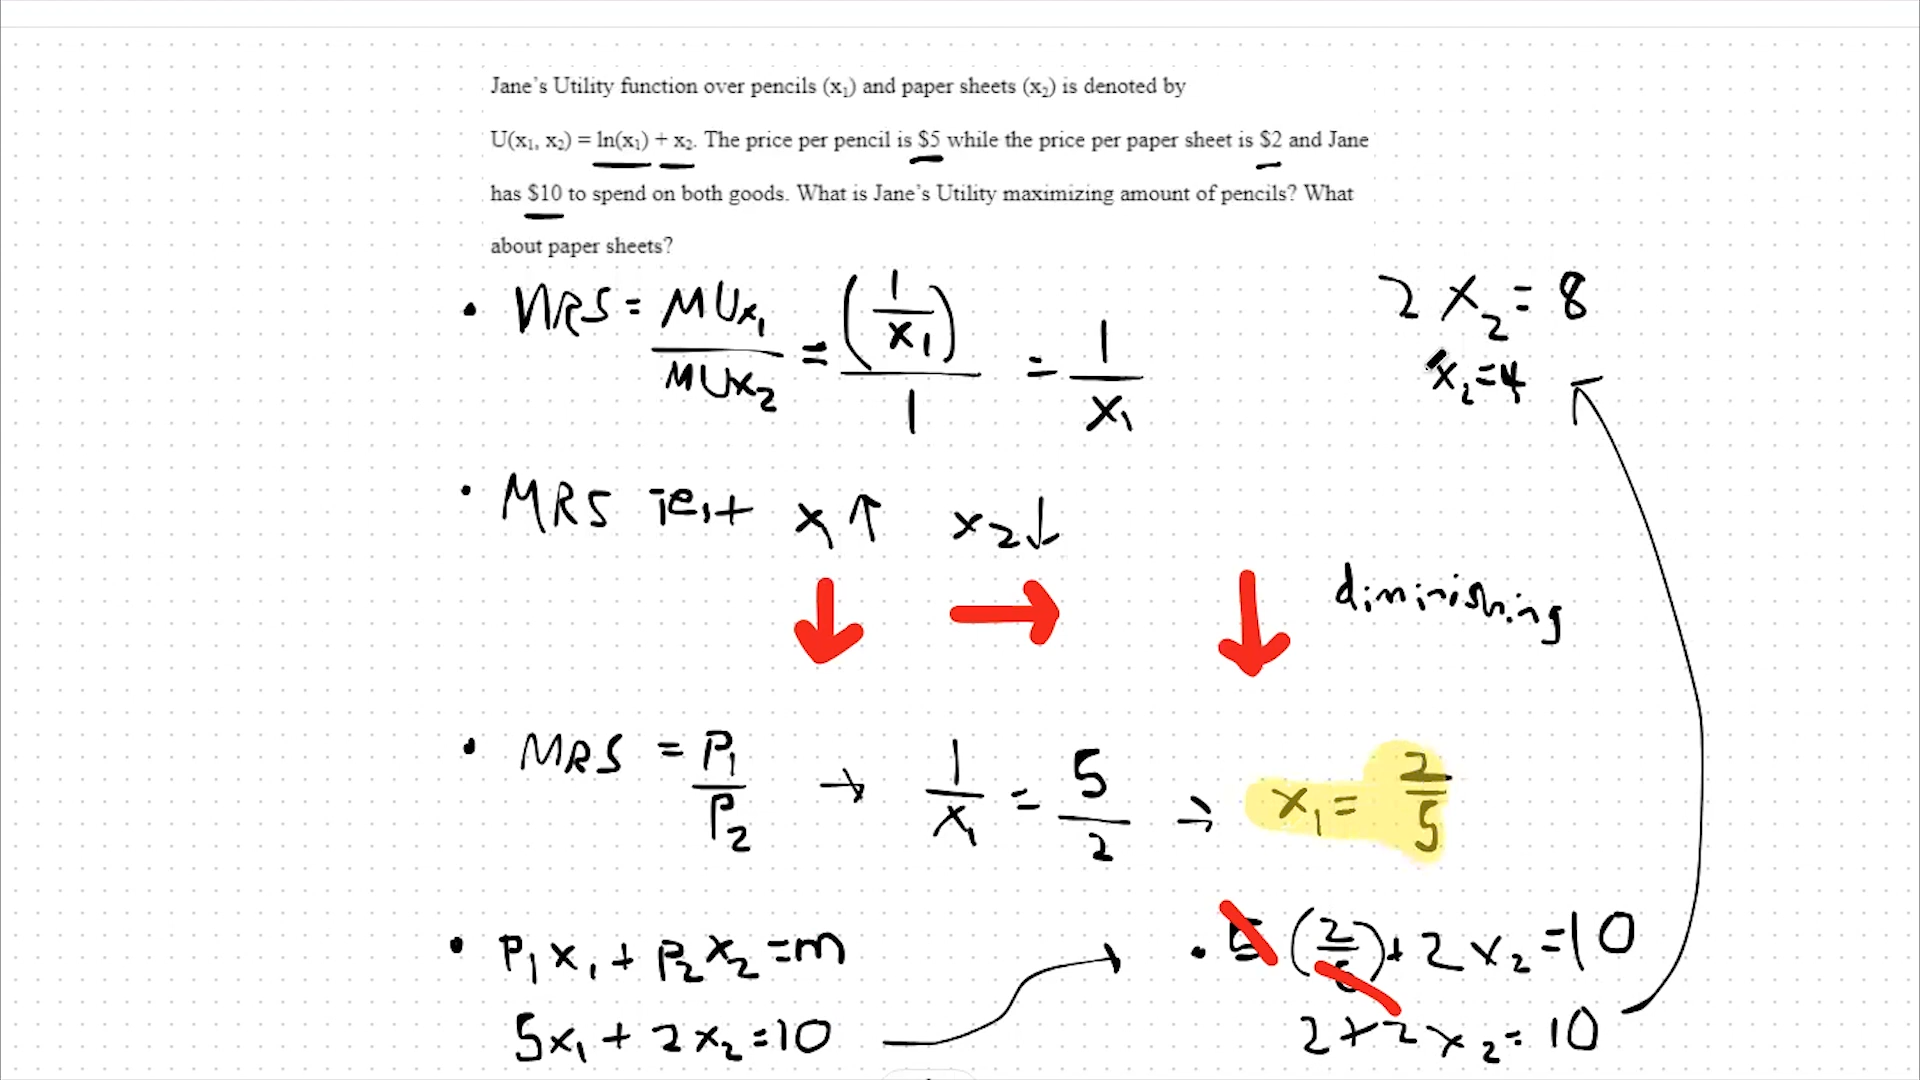 Jane's Utility function over pencils (x₁) and paper sheets (x₂) is denoted by
U(x₁, x₂) = ln(x₁) + x₂. The price per pencil is $5 while the price per paper sheet is $2 and Jane
has $10 to spend on both goods. What is Jane's Utility maximizing amount of pencils? What
about paper sheets?
• MRS = MUx₁ / MUx₂ = (1/x₁) / 1 = 1/x₁
2x₂ = 8
x₂ = 4
• MRS x₁↑ x₂↓
↓ → ↓ diminishing
• MRS = P₁/P₂ → 1/x₁ = 5/2 → x₁ = 2/5
• P₁x₁ + P₂x₂ = m
• 5(2/5) + 2x₂ = 10
5x₁ + 2x₂ = 10
2 + 2x₂ = 10